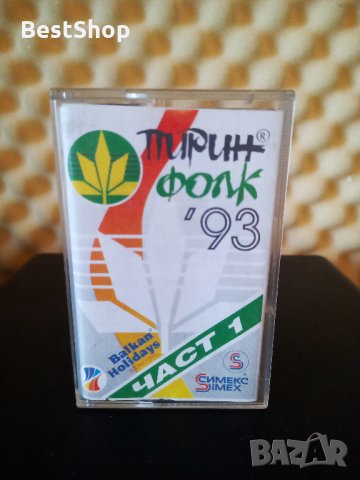 BestShop
ПИРИН®
ФОЛК
'93
Balkan
Holidays
ЧАСТ 1
S
СИМЕКС
SIMEX
BAZAR